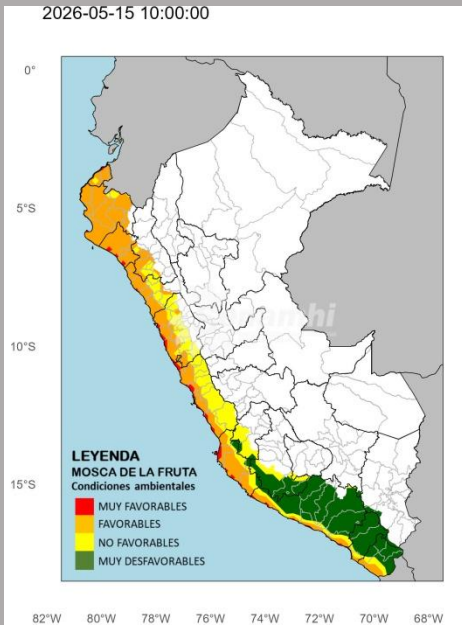 2026-05-15 10:00:00
0°
5°S
10°S
15°S
LEYENDA
MOSCA DE LA FRUTA
Condiciones ambientales
MUY FAVORABLES
FAVORABLES
NO FAVORABLES
MUY DESFAVORABLES
82°W 80°W 78°W 76°W 74°W 72°W 70°W 68°W